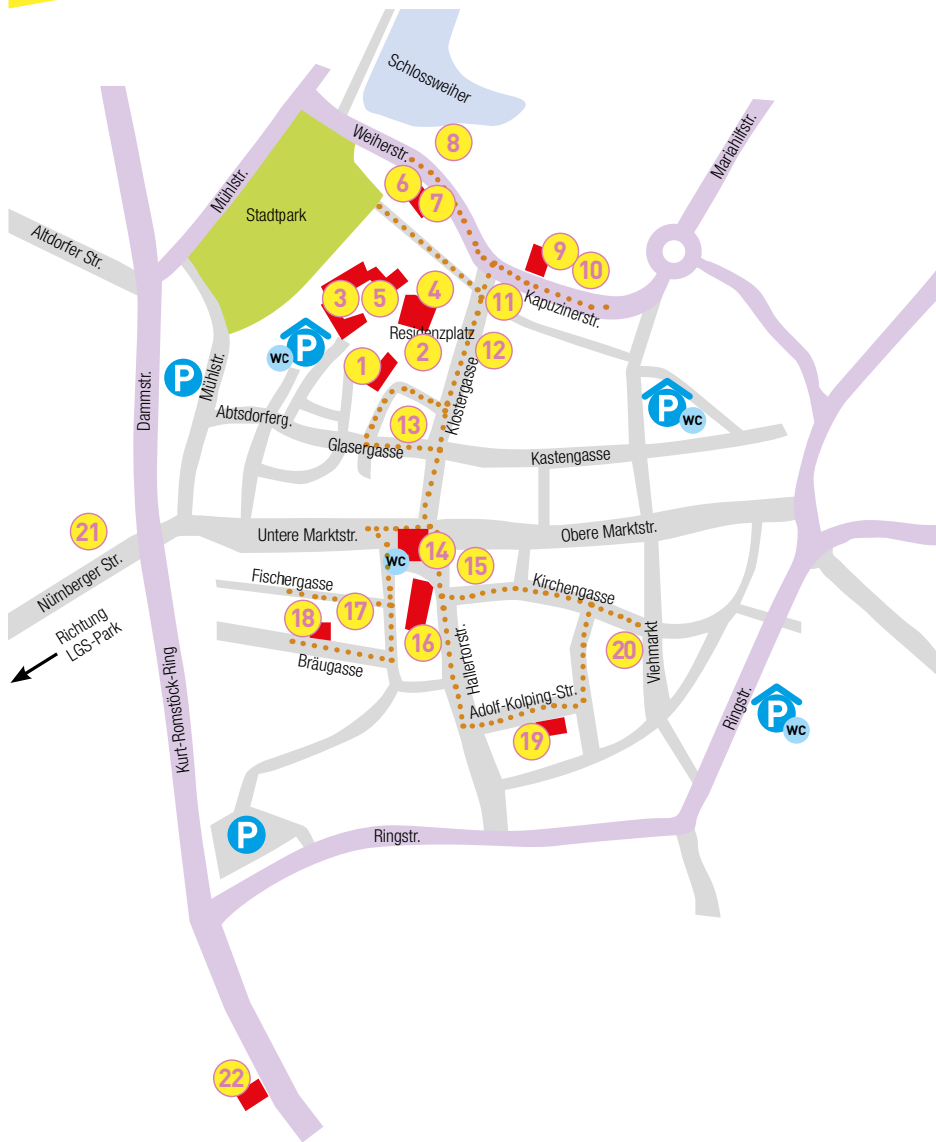 Schlossweiher
Weiherstr.
8
Mariahilfstr.
Mühlstr.
6
7
Stadtpark
Altdorfer Str.
9
10
3
5
4
11
Kapuzinerstr.
Residenzplatz
WC
P
1
2
12
P
Mühlstr.
Dammstr.
Klostergasse
P
WC
Abtsdorferg.
13
Glasergasse
Kastengasse
21
Untere Marktstr.
Obere Marktstr.
WC
14
15
Nürnberger Str.
Fischergasse
Kirchengasse
18
17
16
Richtung
LGS-Park
Bräugasse
Hallertorstr.
20
Viehmarkt
Adolf-Kolping-Str.
Kurt-Romstöck-Ring
19
Ringstr.
P
WC
P
Ringstr.
22